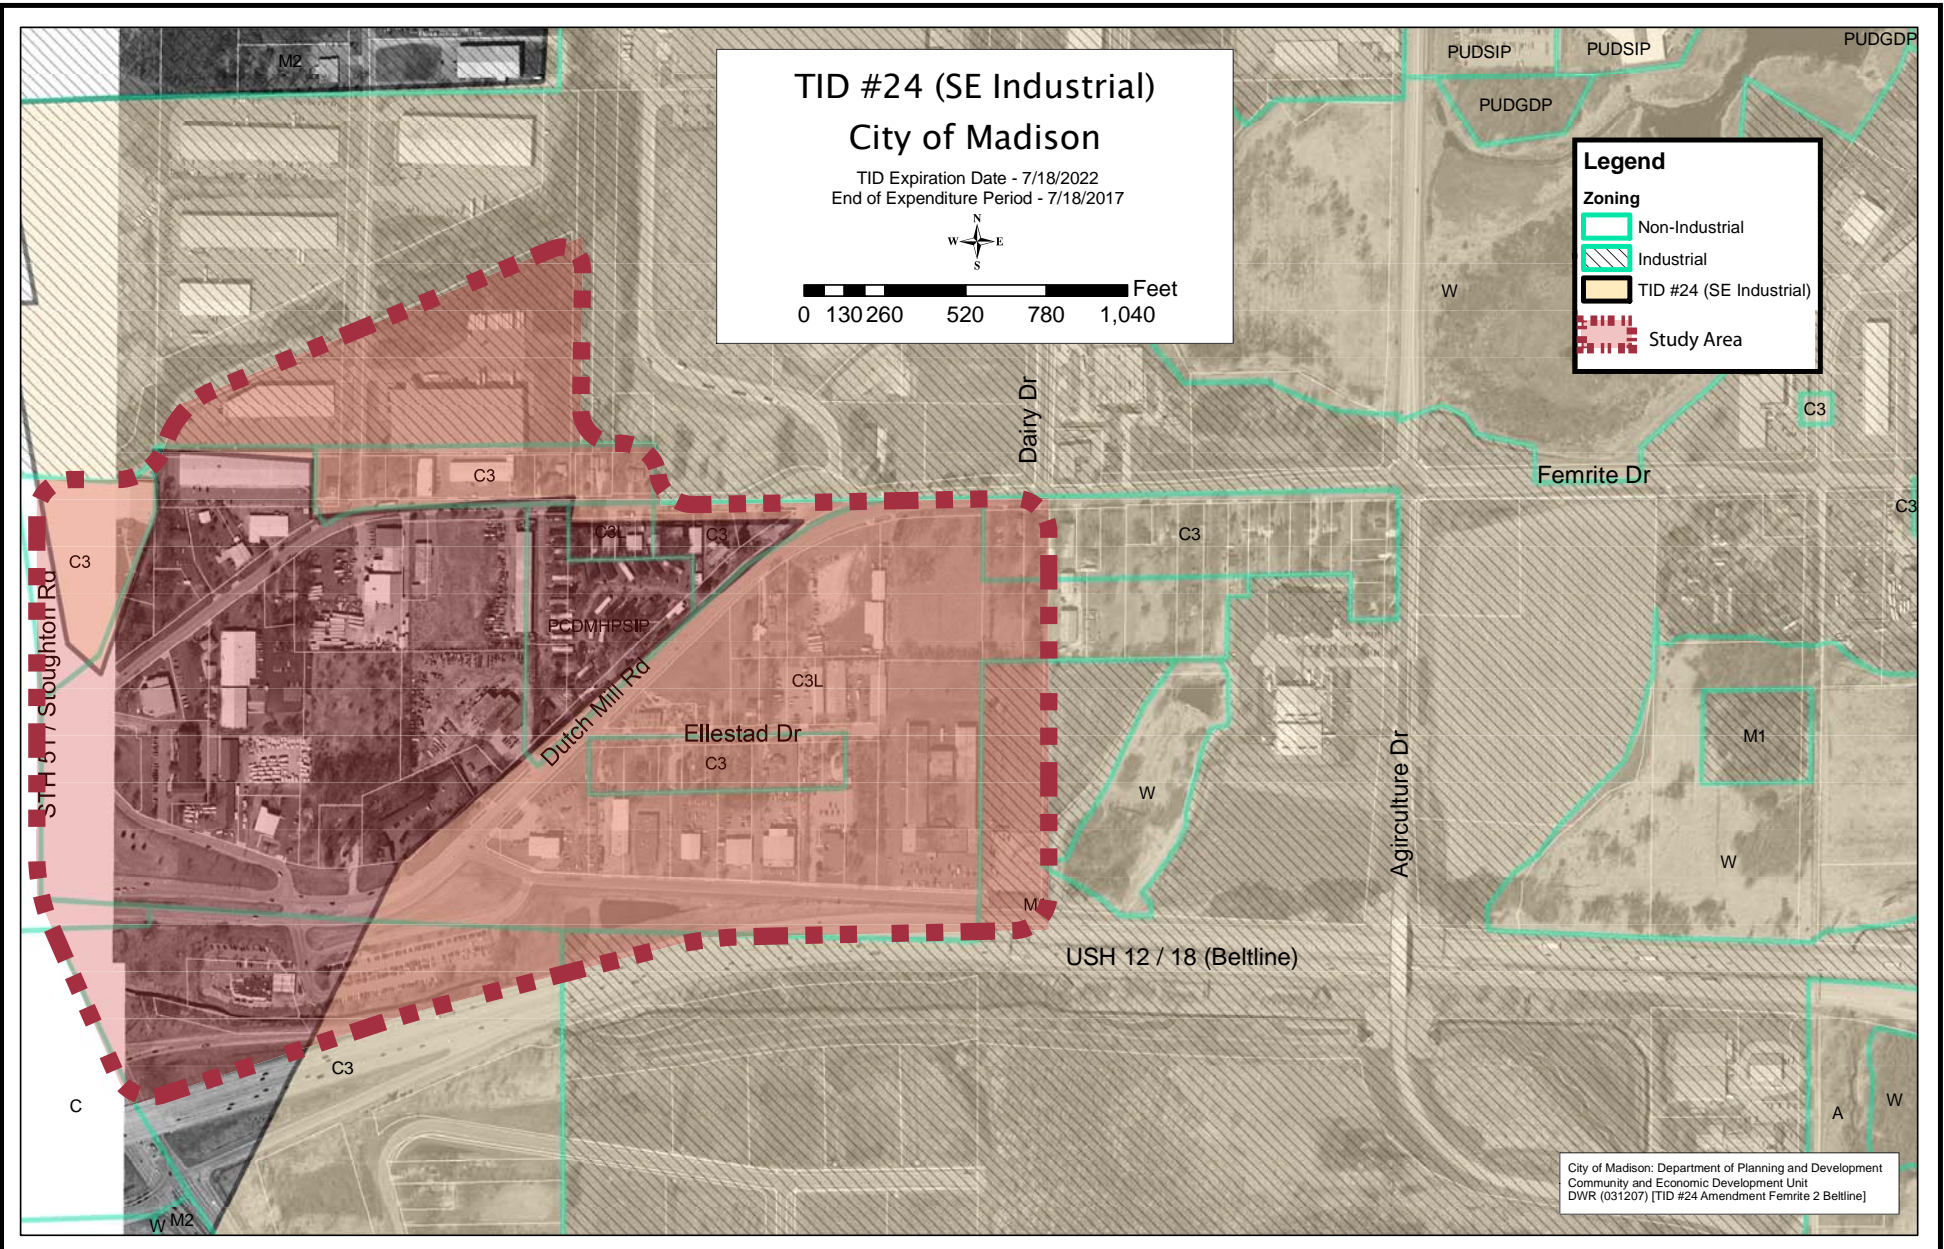 PUDGDP
PUDSIP
PUDSIP
M2
TID #24 (SE Industrial)
City of Madison
TID Expiration Date - 7/18/2022
End of Expenditure Period - 7/18/2017
N
W E
S
Feet
0 130 260 520 780 1,040
PUDGDP
Legend
Zoning
Non-Industrial
Industrial
TID #24 (SE Industrial)
Study Area
W
C3
Dairy Dr
Femrite Dr
C3
C3
C3L
C3
C3
C3
STH 51 / Stoughton Rd
PCDMHPSIP
Dutch Mill Rd
C3L
Ellestad Dr
C3
W
Agirculture Dr
M1
W
USH 12 / 18 (Beltline)
C3
C
A
W
W
M2
City of Madison: Department of Planning and Development
Community and Economic Development Unit
DWR (031207) [TID #24 Amendment Femrite 2 Beltline]